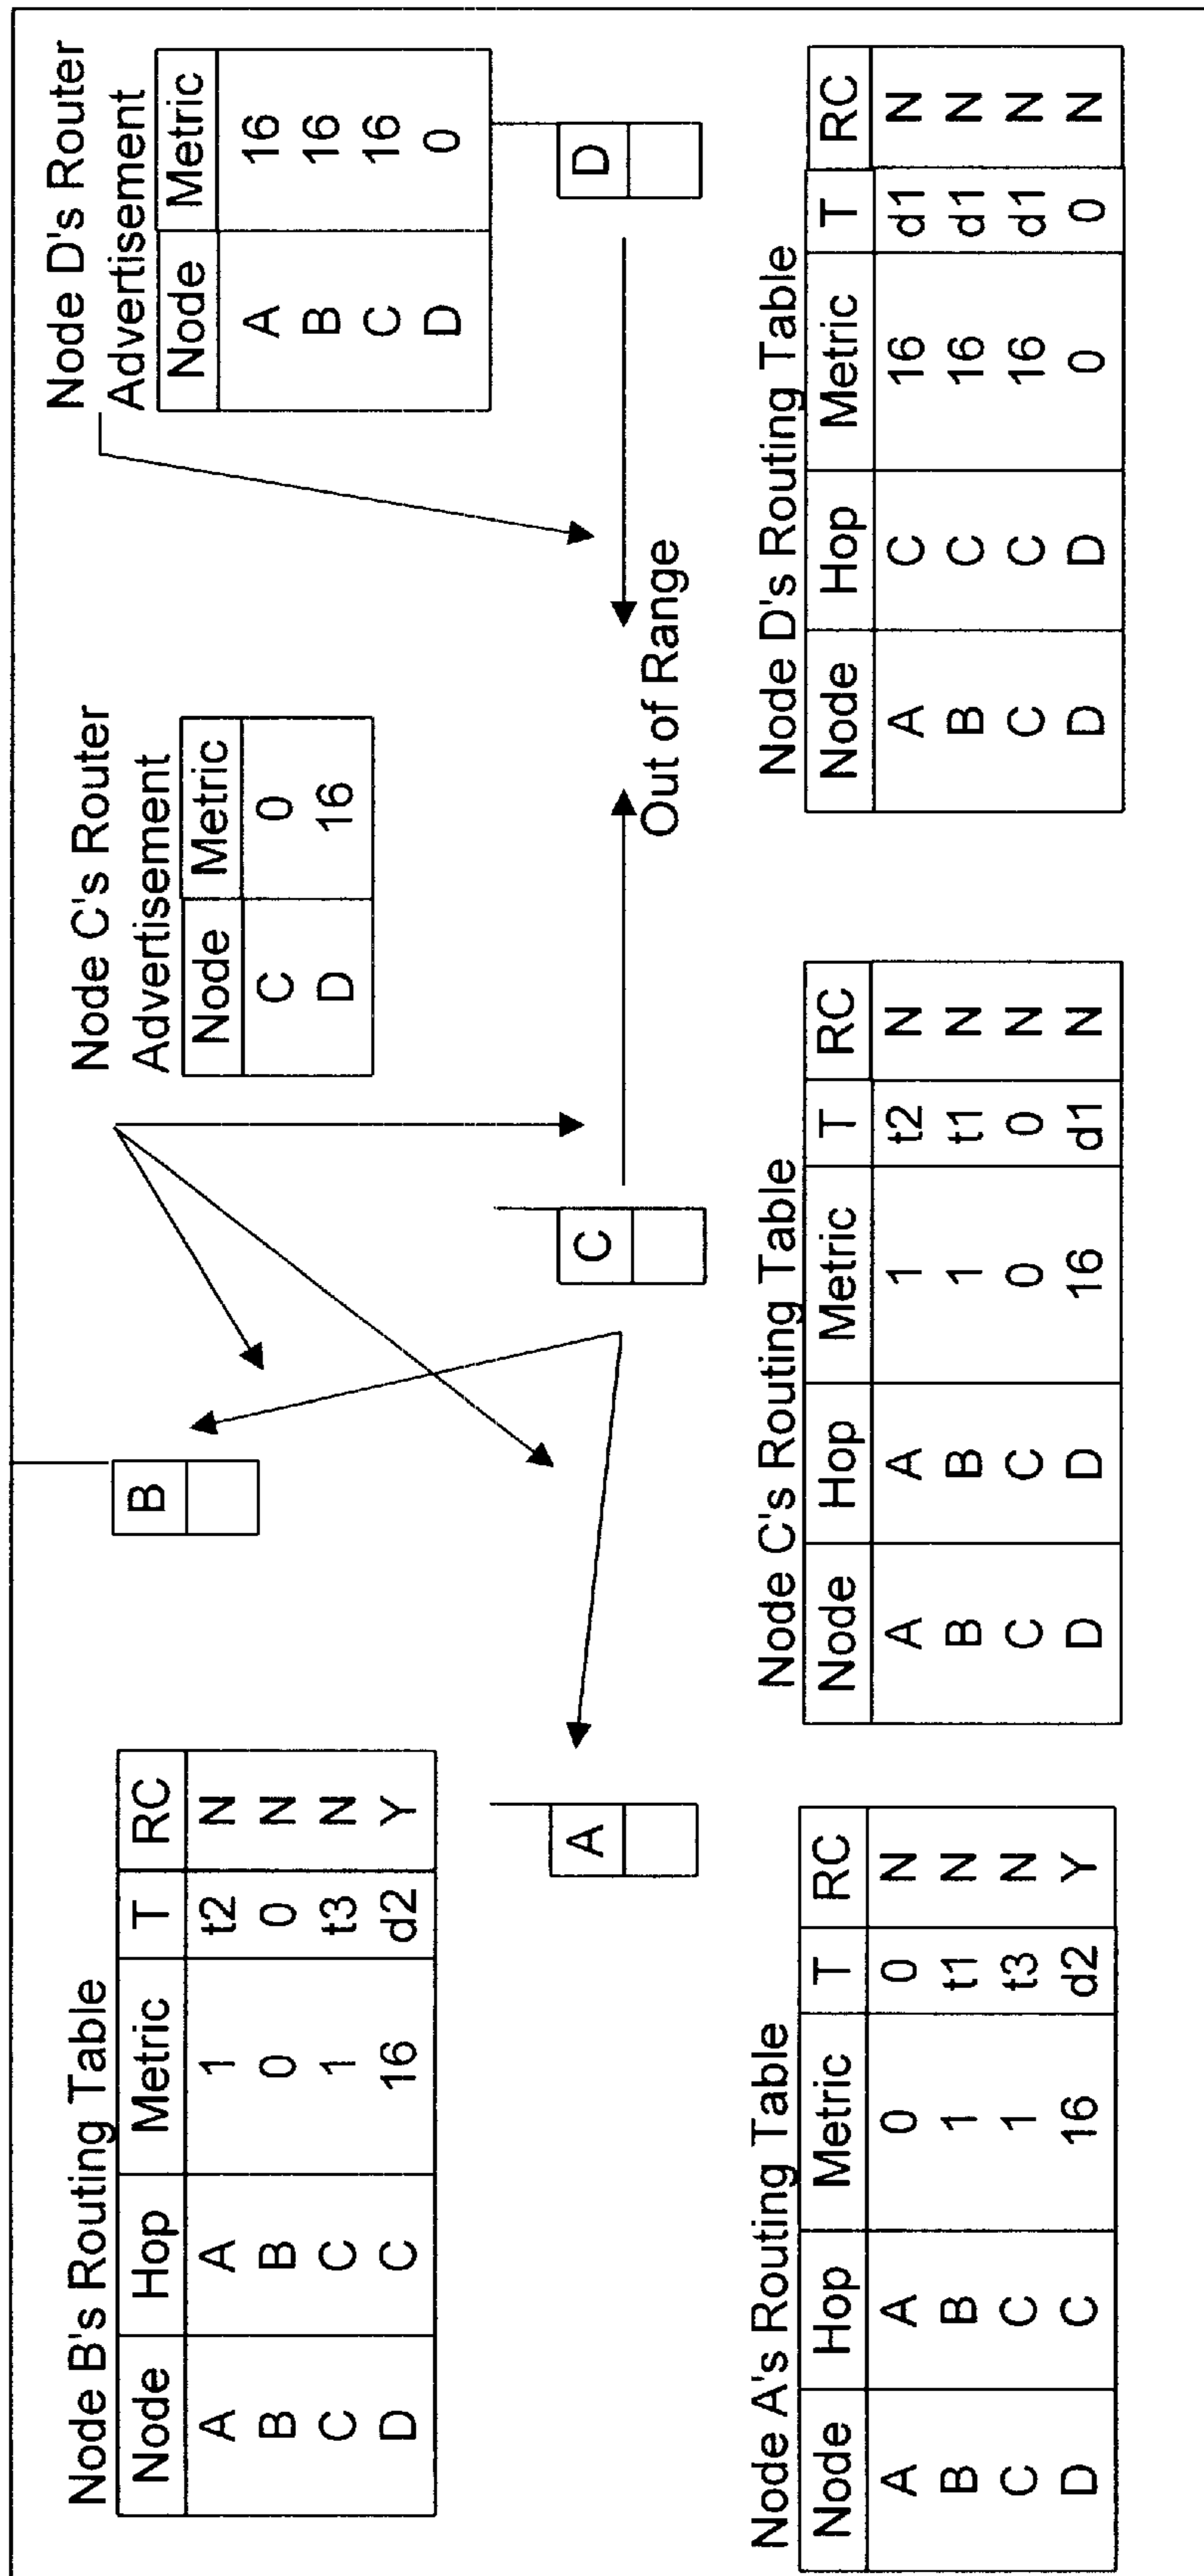 Node B's Routing Table
Node Hop Metric T RC
A A 1 t2 N
B B 0 0 N
C C 1 t3 N
D C 16 d2 Y
B
Node C's Router
Advertisement
Node Metric
C 0
D 16
Node D's Router
Advertisement
Node Metric
A 16
B 16
C 16
D 0
A
C
Out of Range
D
Node A's Routing Table
Node Hop Metric T RC
A A 0 0 N
B B 1 t1 N
C C 1 t3 N
D C 16 d2 Y
Node C's Routing Table
Node Hop Metric T RC
A A 1 t2 N
B B 1 t1 N
C C 0 0 N
D D 16 d1 N
Node D's Routing Table
Node Hop Metric T RC
A C 16 d1 N
B C 16 d1 N
C C 16 d1 N
D D 0 0 N